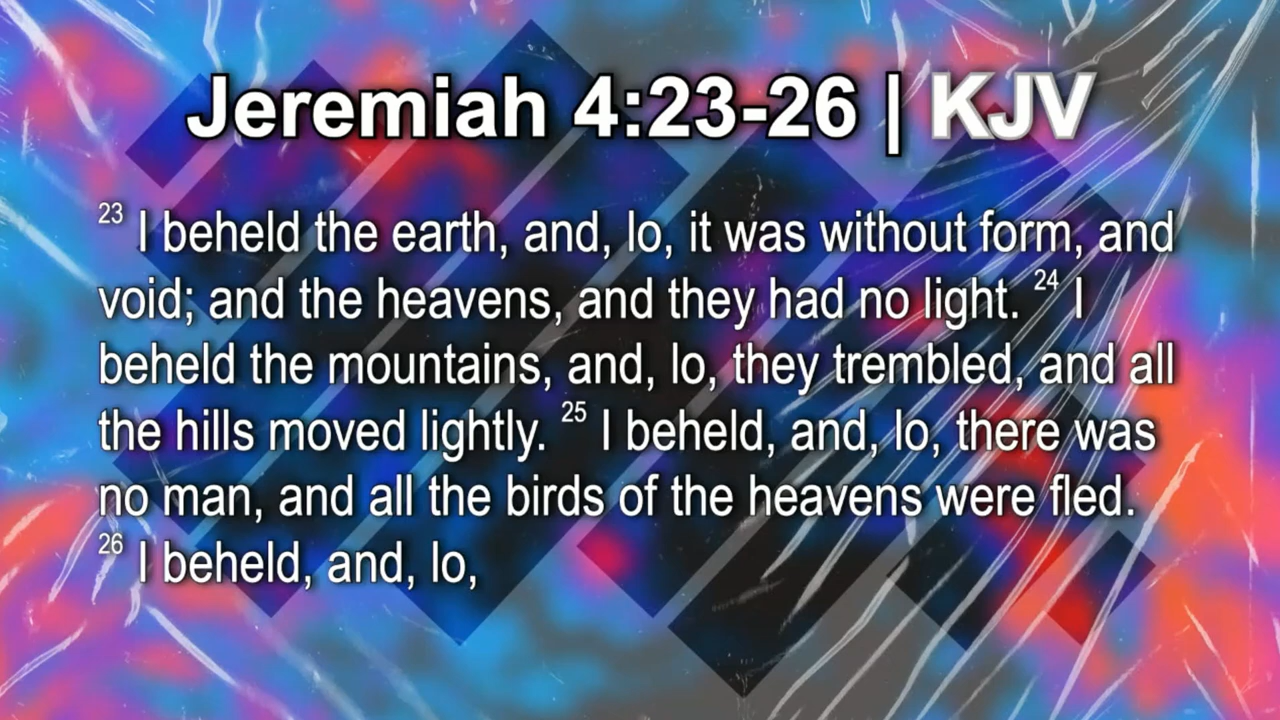 Jeremiah 4:23-26 | KJV
23 I beheld the earth, and, lo, it was without form, and
void; and the heavens, and they had no light. 24 I
beheld the mountains, and, lo, they trembled, and all
the hills moved lightly. 25 I beheld, and, lo, there was
no man, and all the birds of the heavens were fled.
26 I beheld, and, lo,